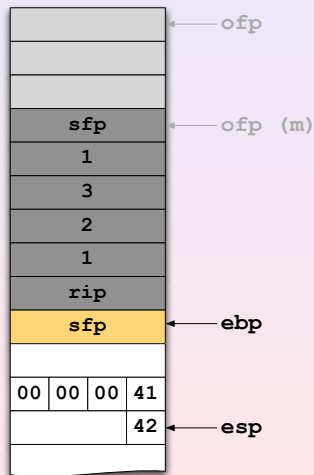 ofp
sfp ofp (m)
1
3
2
1
rip
sfp ebp
00 00 00 41
42 esp